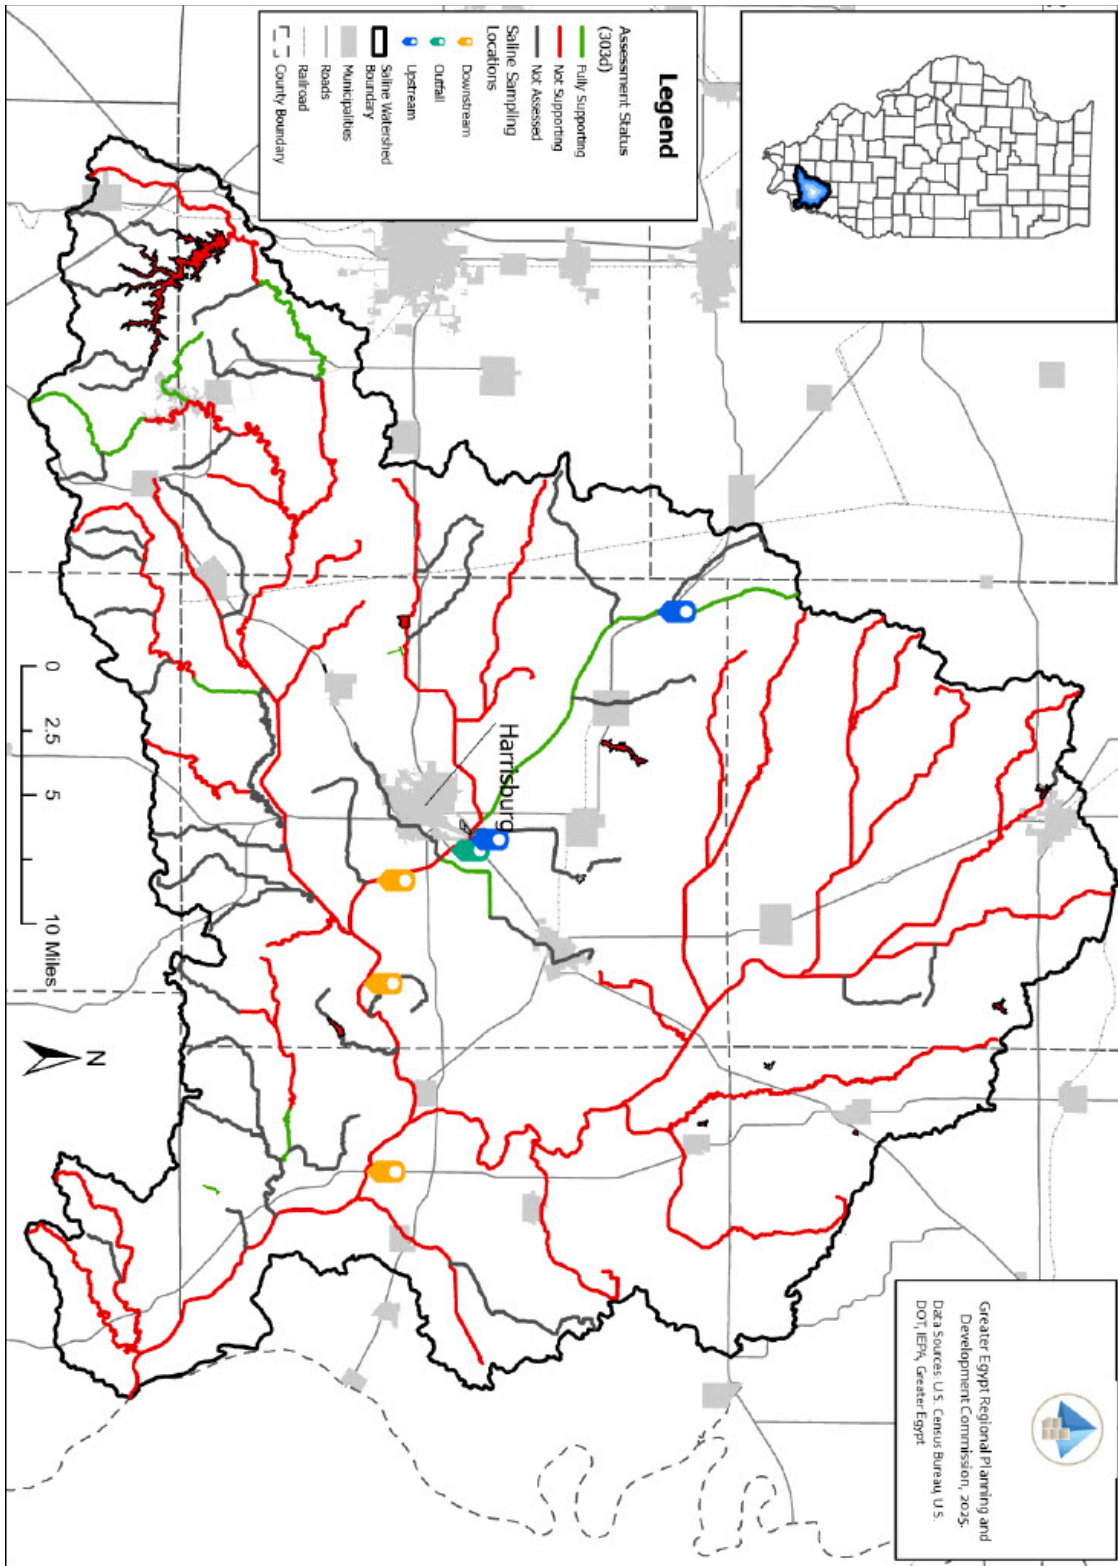 Legend
Assessment Status
(303d)
Fully Supporting
Not Supporting
Not Assessed
Saline Sampling
Locations
Downstream
Outfall
Upstream
Saline Watershed
Boundary
Municipalities
Roads
Railroad
County Boundary
Harrisburg
0 2.5 5 10 Miles
N
Greater Egypt Regional Planning and
Development Commission, 2025.
Data Sources: U.S. Census Bureau, U.S.
DOT, IEPA, Greater Egypt